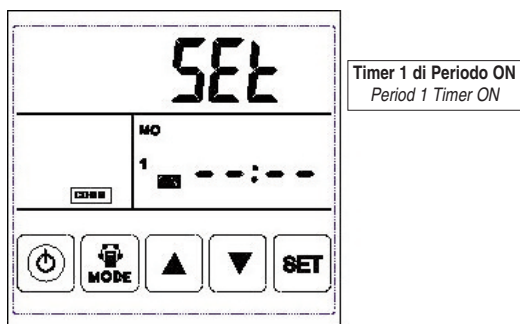 SEt
Timer 1 di Periodo ON
Period 1 Timer ON
MO
1
--:--
MODE
SET